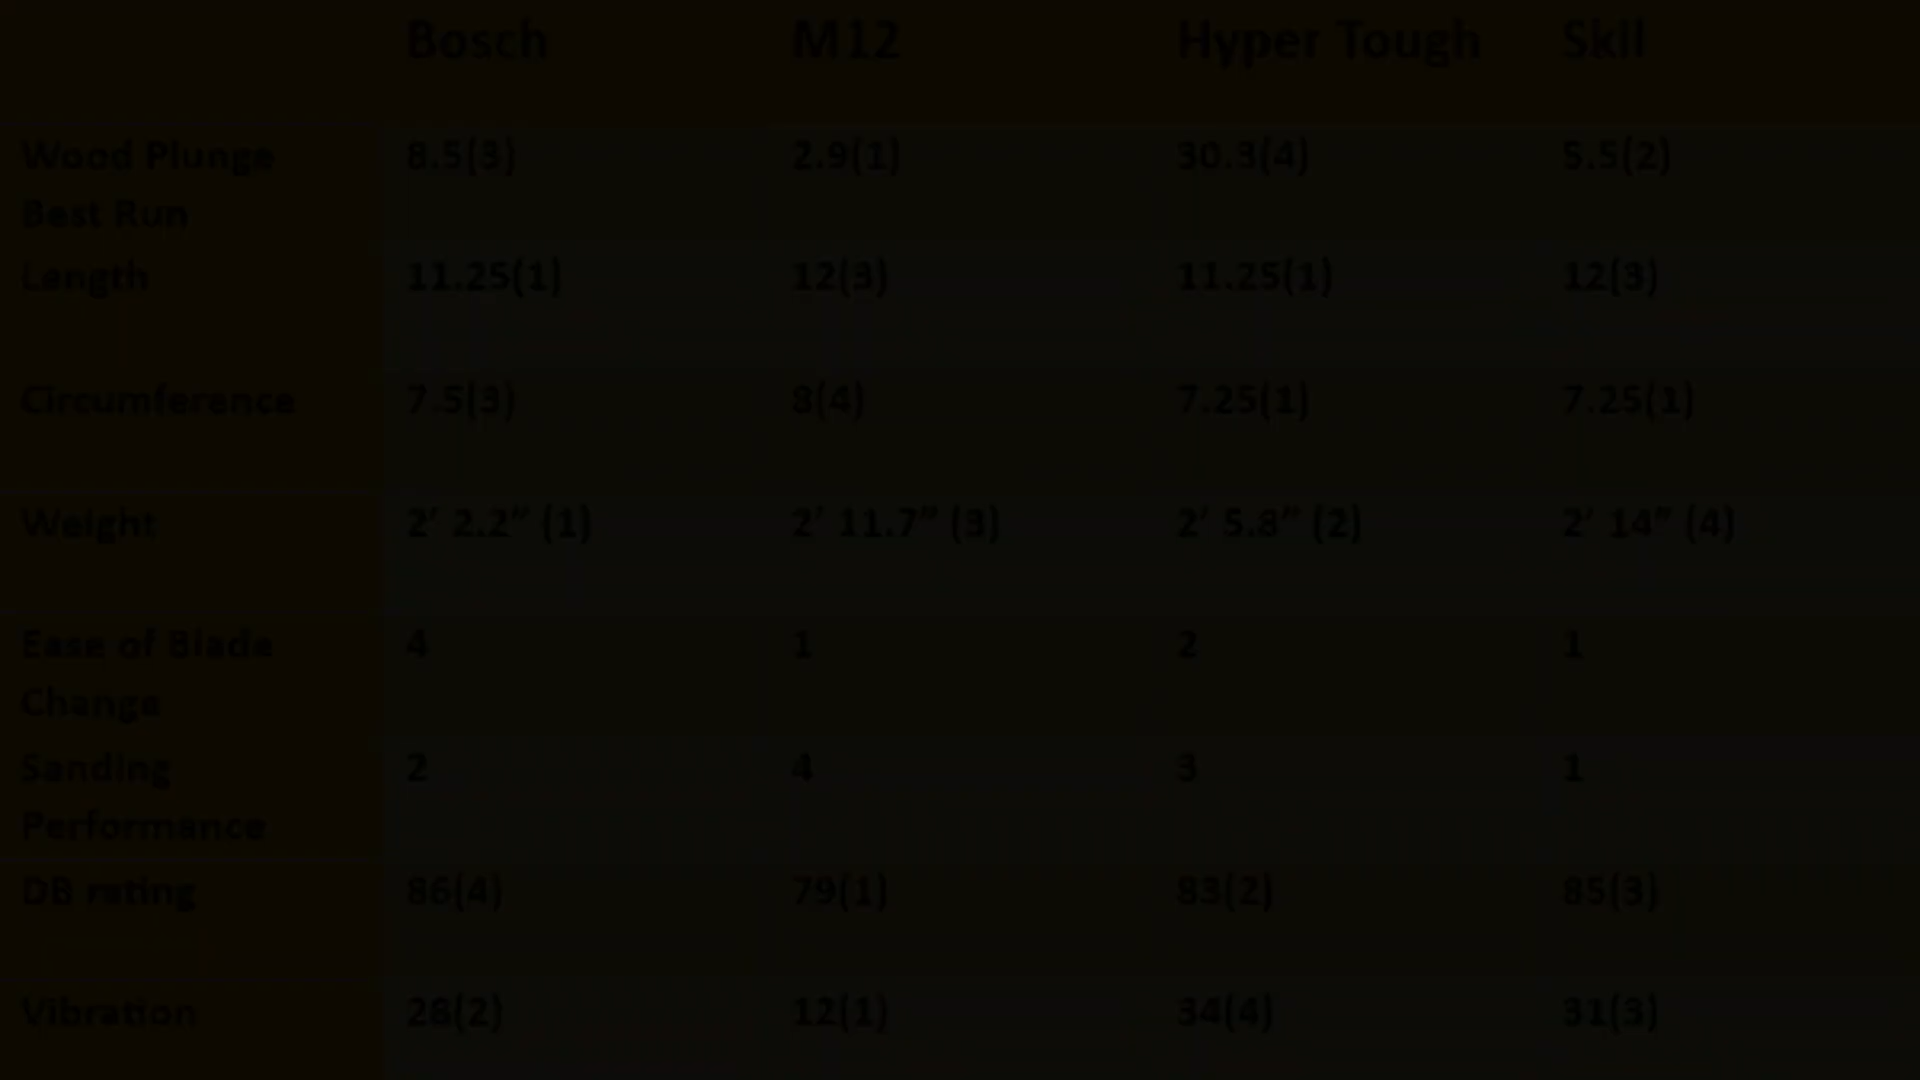 Bosch M12 Hyper Tough Skil
Wood Plunge 8.5(3) 2.9(1) 30.3(4) 5.5(2)
Best Run
Length 11.25(1) 12(3) 11.25(1) 12(3)
Circumference 7.5(3) 8(4) 7.25(1) 7.25(1)
Weight 2′ 2.2″ (1) 2′ 11.7″ (3) 2′ 5.8″ (2) 2′ 14″ (4)
Ease of Blade 4 1 2 1
Change
Sanding 2 4 3 1
Performance
DB rating 86(4) 79(1) 83(2) 85(3)
Vibration 28(2) 12(1) 34(4) 31(3)